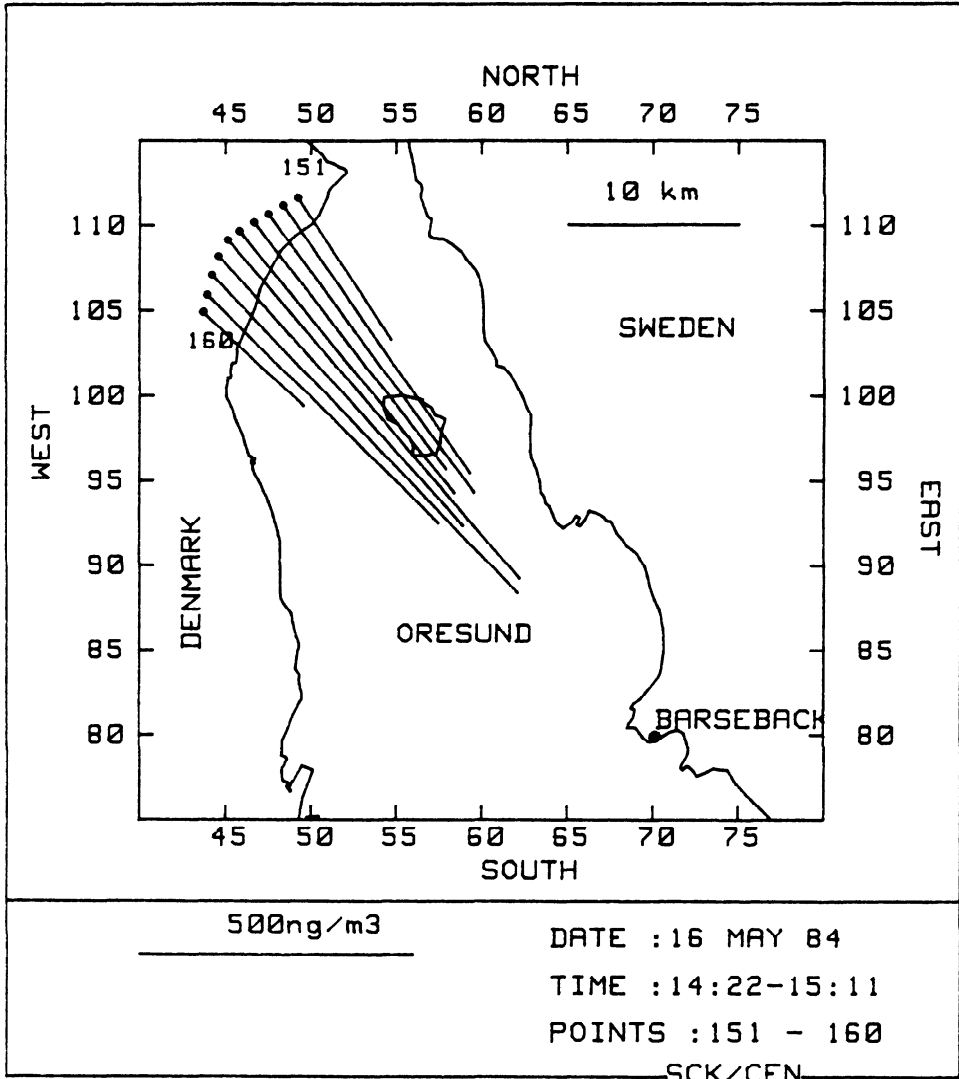 NORTH
45 50 55 60 65 70 75
151
10 km
110 110
105 105
SWEDEN
160
100 100
WEST
95 95
EAST
90 90
DENMARK
ORESUND
85 85
BARSEBACK
80 80
45 50 55 60 65 70 75
SOUTH
500ng/m3
DATE :16 MAY 84
TIME :14:22-15:11
POINTS :151 - 160
SCK/CEN